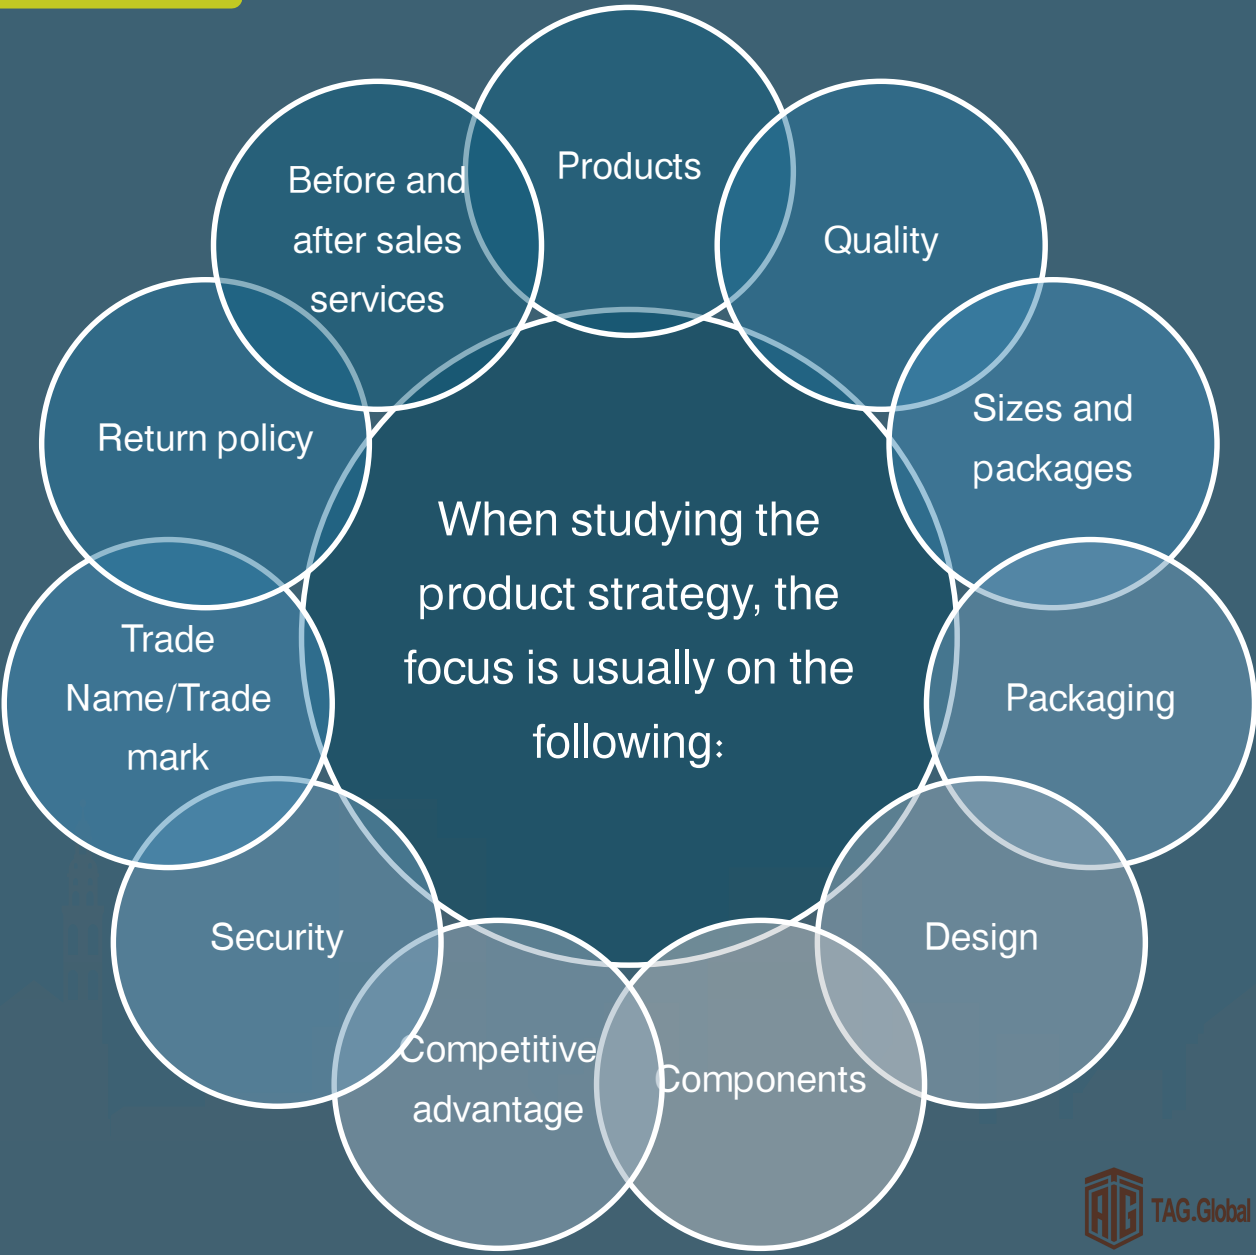 When studying the
product strategy, the
focus is usually on the
following:
Products
Quality
Sizes and
packages
Packaging
Design
Components
Competitive
advantage
Security
Trade
Name/Trade
mark
Return policy
Before and
after sales
services
TAG.Global